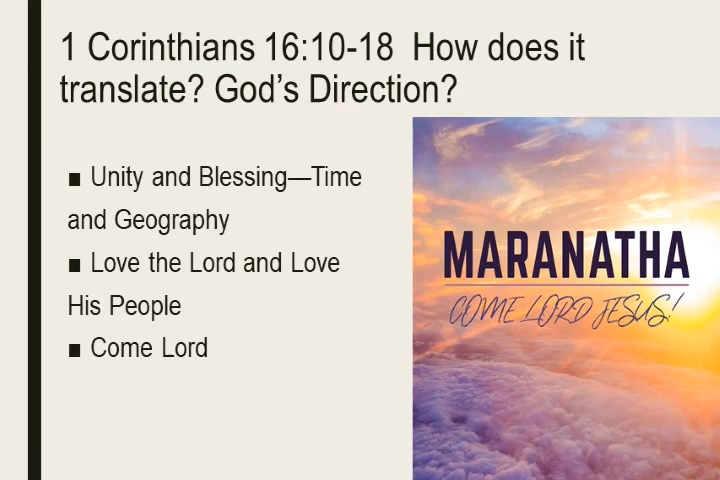 1 Corinthians 16:10-18  How does it
translate? God’s Direction?
■ Unity and Blessing—Time
and Geography
■ Love the Lord and Love
His People
■ Come Lord
MARANATHA
COME LORD JESUS!